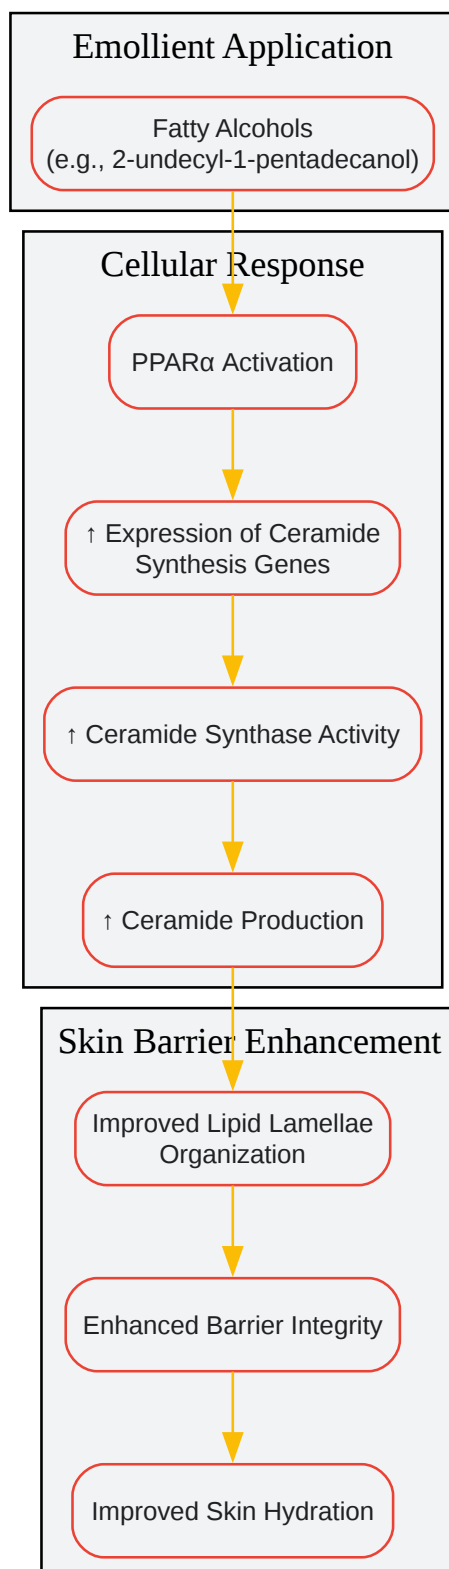 Emollient Application
Fatty Alcohols
(e.g., 2-undecyl-1-pentadecanol)
Cellular Response
PPARα Activation
↑ Expression of Ceramide
Synthesis Genes
↑ Ceramide Synthase Activity
↑ Ceramide Production
Skin Barrier Enhancement
Improved Lipid Lamellae
Organization
Enhanced Barrier Integrity
Improved Skin Hydration